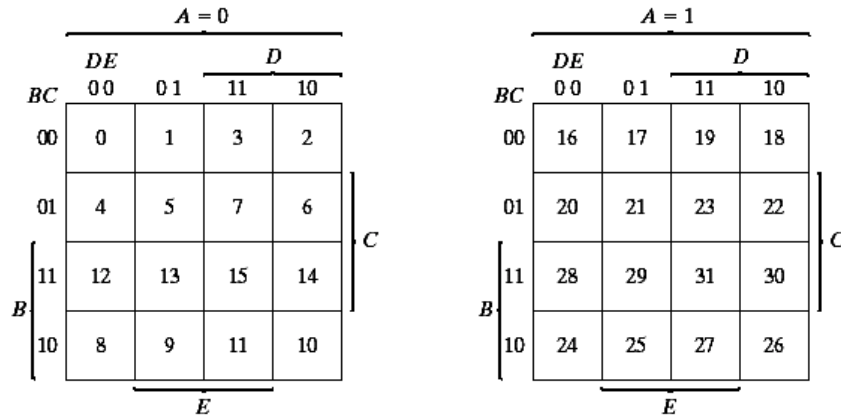 A = 0
DE D
BC 00 01 11 10
00 0 1 3 2
01 4 5 7 6
C
11 12 13 15 14
B
10 8 9 11 10
E
A = 1
DE D
BC 00 01 11 10
00 16 17 19 18
01 20 21 23 22
C
11 28 29 31 30
B
10 24 25 27 26
E